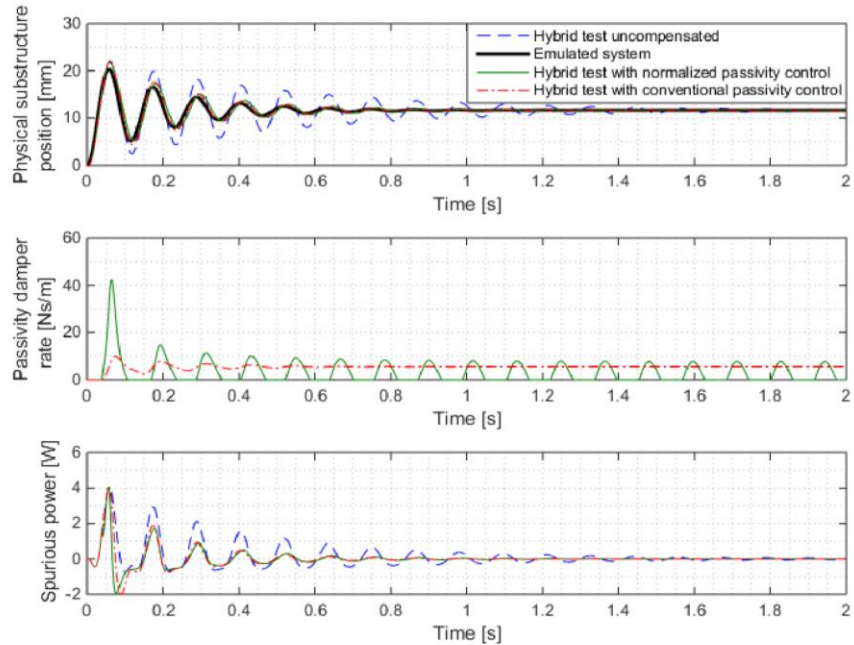 30
20
10
0
Physical substructure
position [mm]
Hybrid test uncompensated
Emulated system
Hybrid test with normalized passivity control
Hybrid test with conventional passivity control
0 0.2 0.4 0.6 0.8 1 1.2 1.4 1.6 1.8 2
Time [s]
60
40
20
0
Passivity damper
rate [Ns/m]
0 0.2 0.4 0.6 0.8 1 1.2 1.4 1.6 1.8 2
Time [s]
6
4
2
0
-2
Spurious power [W]
0 0.2 0.4 0.6 0.8 1 1.2 1.4 1.6 1.8 2
Time [s]